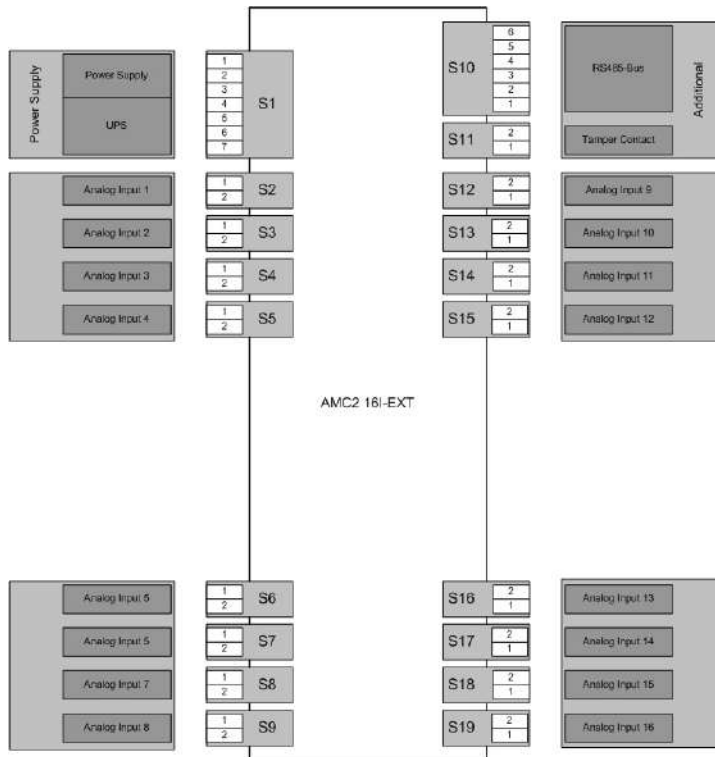 Power Supply
Power Supply
UPS
1
2
3
4
5
6
7
S1
S10
6
5
4
3
2
1
RS485-Bus
Additional
S11
2
1
Tamper Contact
Analog Input 1
1
2
S2
S12
2
1
Analog Input 9
Analog Input 2
1
2
S3
S13
2
1
Analog Input 10
Analog Input 3
1
2
S4
S14
2
1
Analog Input 11
Analog Input 4
1
2
S5
S15
2
1
Analog Input 12
AMC2 16I-EXT
Analog Input 5
1
2
S6
S16
2
1
Analog Input 13
Analog Input 5
1
2
S7
S17
2
1
Analog Input 14
Analog Input 7
1
2
S8
S18
2
1
Analog Input 15
Analog Input 8
1
2
S9
S19
2
1
Analog Input 16